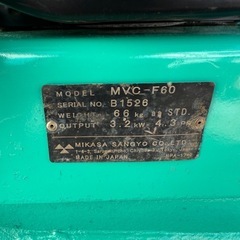 MODEL MVC-F60
SERIAL NO. B1526
WEIGHT 66 kg STD.
OUTPUT 3.2 kW 4.3 PS
MIKASA SANGYO CO., LTD.
MADE IN JAPAN